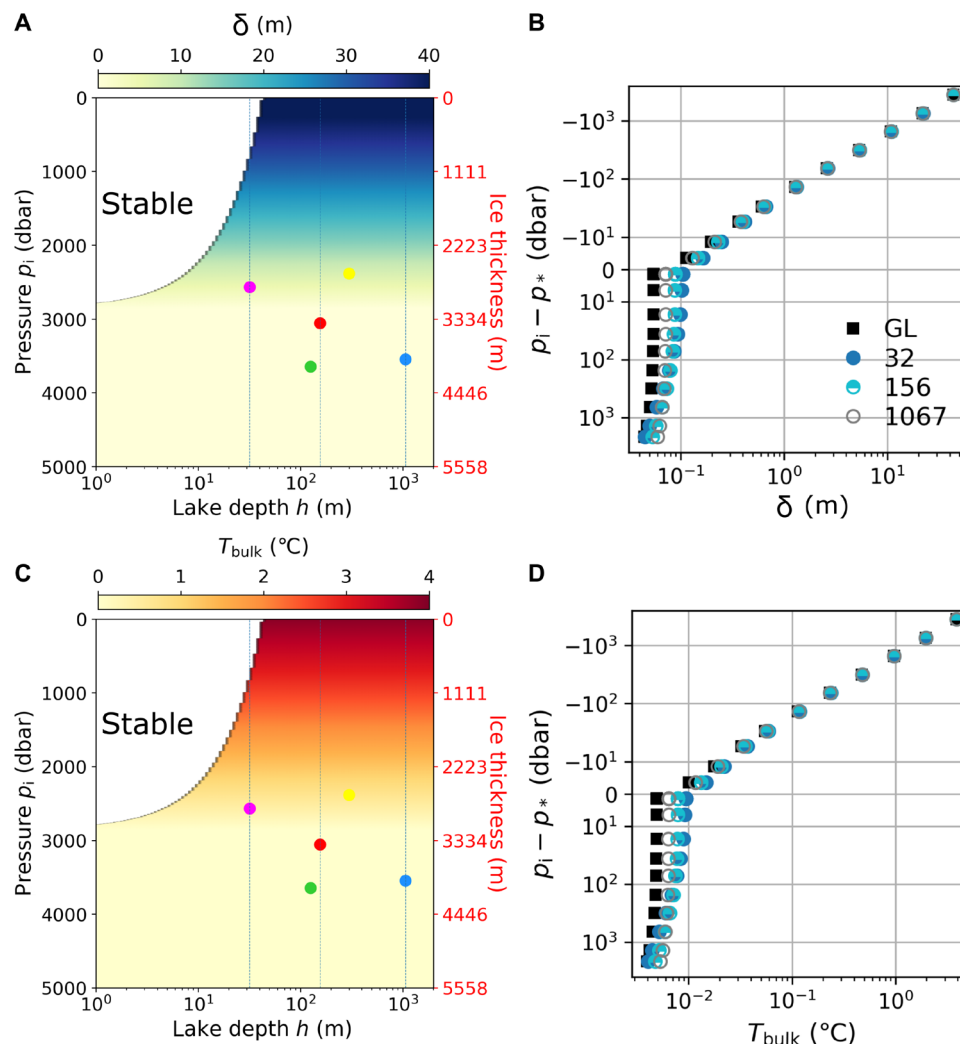 A
δ (m)
0 10 20 30 40
0
1000
2000
3000
4000
5000
Pressure pᵢ (dbar)
Stable
0
1111
2223
3334
4446
5558
Ice thickness (m)
10⁰ 10¹ 10² 10³
Lake depth h (m)
B
−10³
−10²
−10¹
0
10¹
10²
10³
pᵢ − p* (dbar)
GL
32
156
1067
10⁻¹ 10⁰ 10¹
δ (m)
C
T_bulk (°C)
0 1 2 3 4
0
1000
2000
3000
4000
5000
Pressure pᵢ (dbar)
Stable
0
1111
2223
3334
4446
5558
Ice thickness (m)
10⁰ 10¹ 10² 10³
Lake depth h (m)
D
−10³
−10²
−10¹
0
10¹
10²
10³
pᵢ − p* (dbar)
10⁻² 10⁻¹ 10⁰
T_bulk (°C)